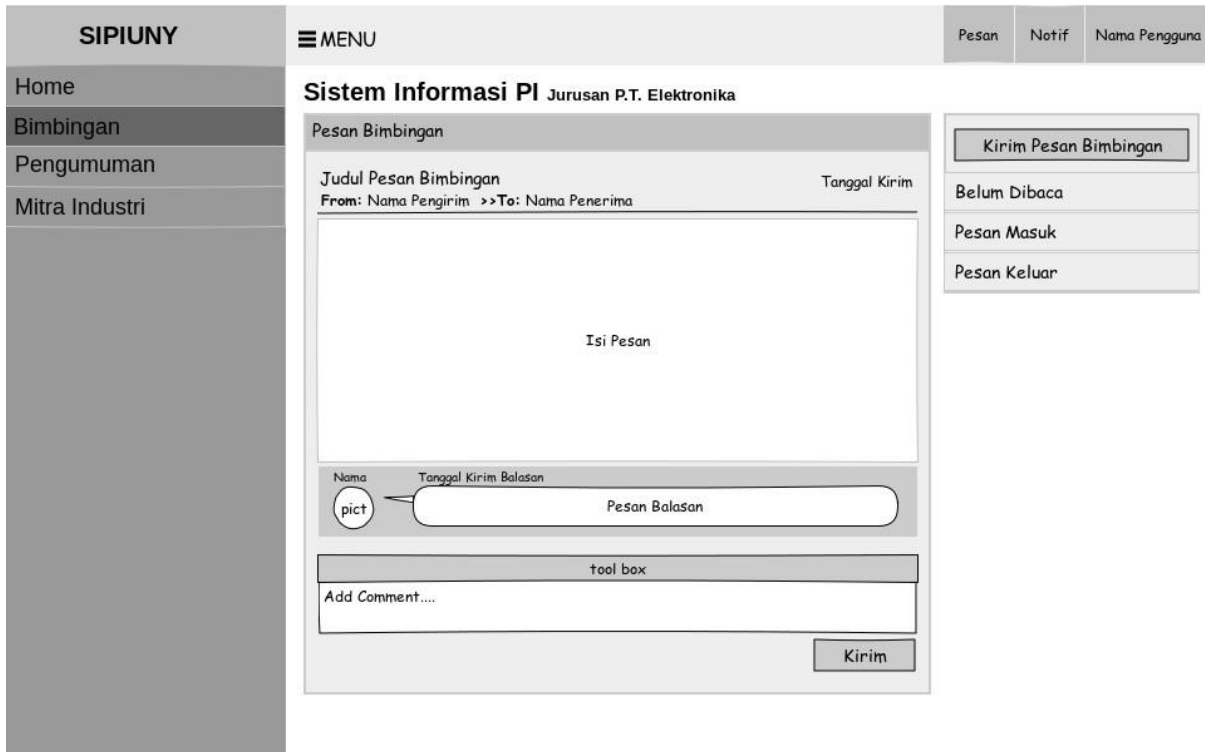 SIPIUNY
MENU
Pesan
Notif
Nama Pengguna
Home
Bimbingan
Pengumuman
Mitra Industri
Sistem Informasi PI Jurusan P.T. Elektronika
Pesan Bimbingan
Judul Pesan Bimbingan
Tanggal Kirim
From: Nama Pengirim >>To: Nama Penerima
Isi Pesan
Nama
Tanggal Kirim Balasan
pict
Pesan Balasan
tool box
Add Comment....
Kirim
Kirim Pesan Bimbingan
Belum Dibaca
Pesan Masuk
Pesan Keluar